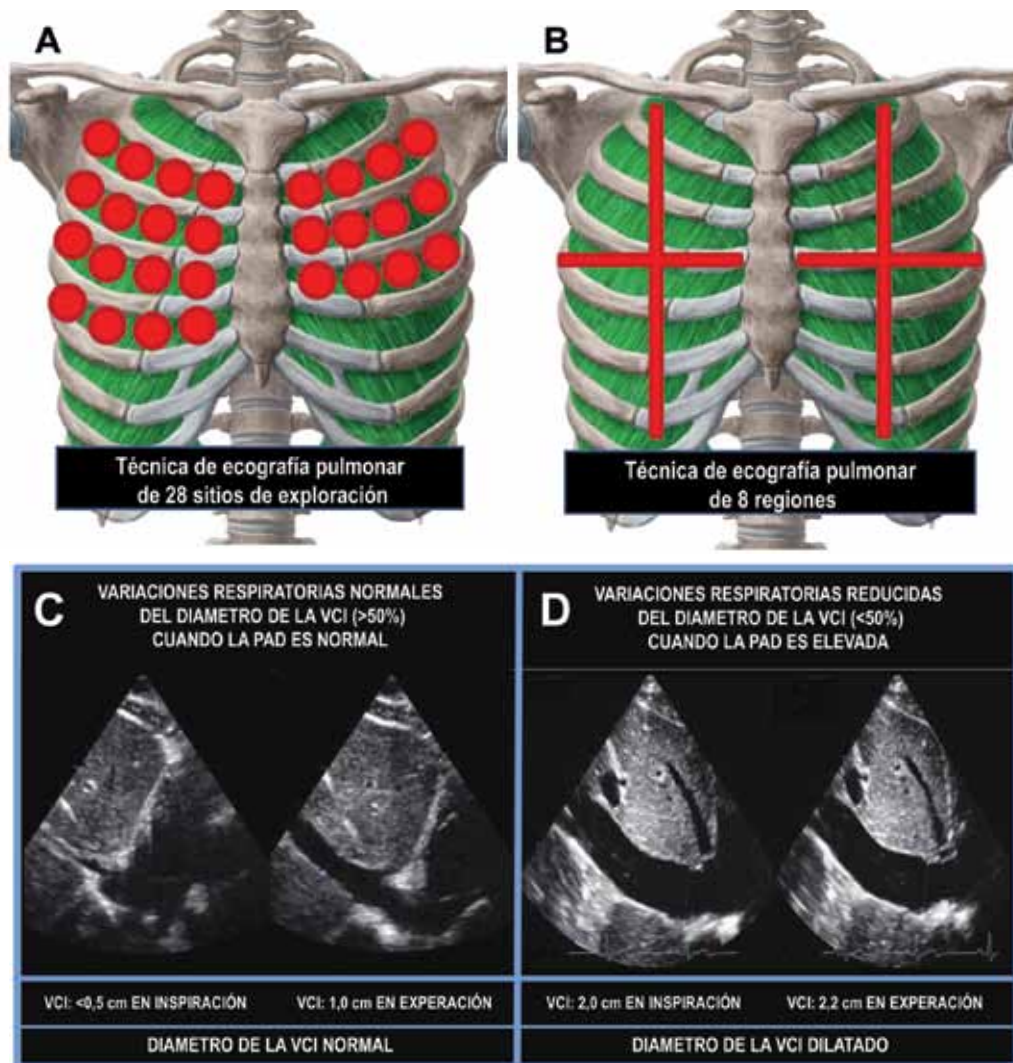 A
B
Técnica de ecografía pulmonar
de 28 sitios de exploración
Técnica de ecografía pulmonar
de 8 regiones
C
VARIACIONES RESPIRATORIAS NORMALES
DEL DIAMETRO DE LA VCI (>50%)
CUANDO LA PAD ES NORMAL
D
VARIACIONES RESPIRATORIAS REDUCIDAS
DEL DIAMETRO DE LA VCI (<50%)
CUANDO LA PAD ES ELEVADA
VCI: <0,5 cm EN INSPIRACIÓN
VCI: 1,0 cm EN EXPERACIÓN
VCI: 2,0 cm EN INSPIRACIÓN
VCI: 2,2 cm EN EXPERACIÓN
DIAMETRO DE LA VCI NORMAL
DIAMETRO DE LA VCI DILATADO